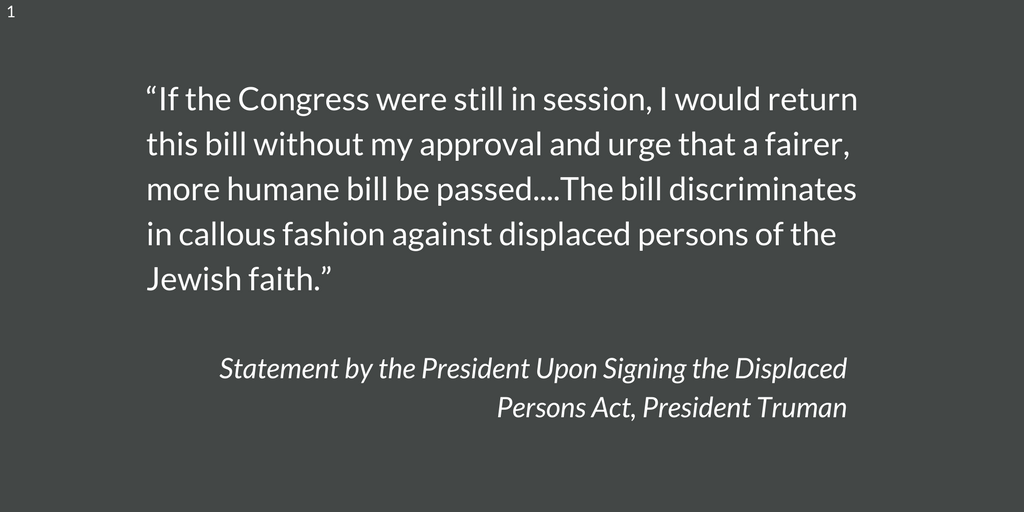 1
“If the Congress were still in session, I would return
this bill without my approval and urge that a fairer,
more humane bill be passed....The bill discriminates
in callous fashion against displaced persons of the
Jewish faith.”
Statement by the President Upon Signing the Displaced
Persons Act, President Truman